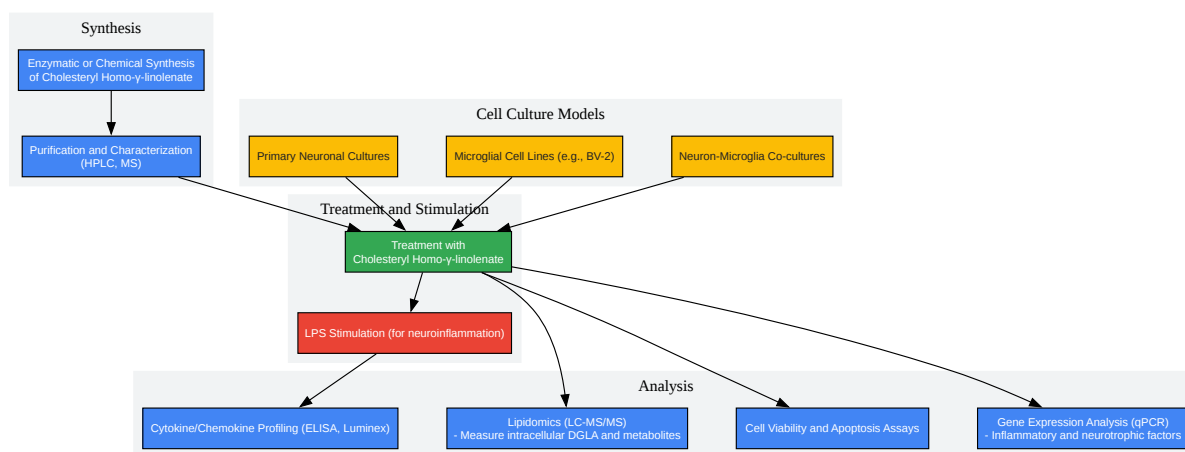 Synthesis
Enzymatic or Chemical Synthesis
of Cholesteryl Homo-γ-linolenate
Purification and Characterization
(HPLC, MS)
Cell Culture Models
Primary Neuronal Cultures
Microglial Cell Lines (e.g., BV-2)
Neuron-Microglia Co-cultures
Treatment and Stimulation
Treatment with
Cholesteryl Homo-γ-linolenate
LPS Stimulation (for neuroinflammation)
Analysis
Cytokine/Chemokine Profiling (ELISA, Luminex)
Lipidomics (LC-MS/MS)
- Measure intracellular DGLA and metabolites
Cell Viability and Apoptosis Assays
Gene Expression Analysis (qPCR)
- Inflammatory and neurotrophic factors